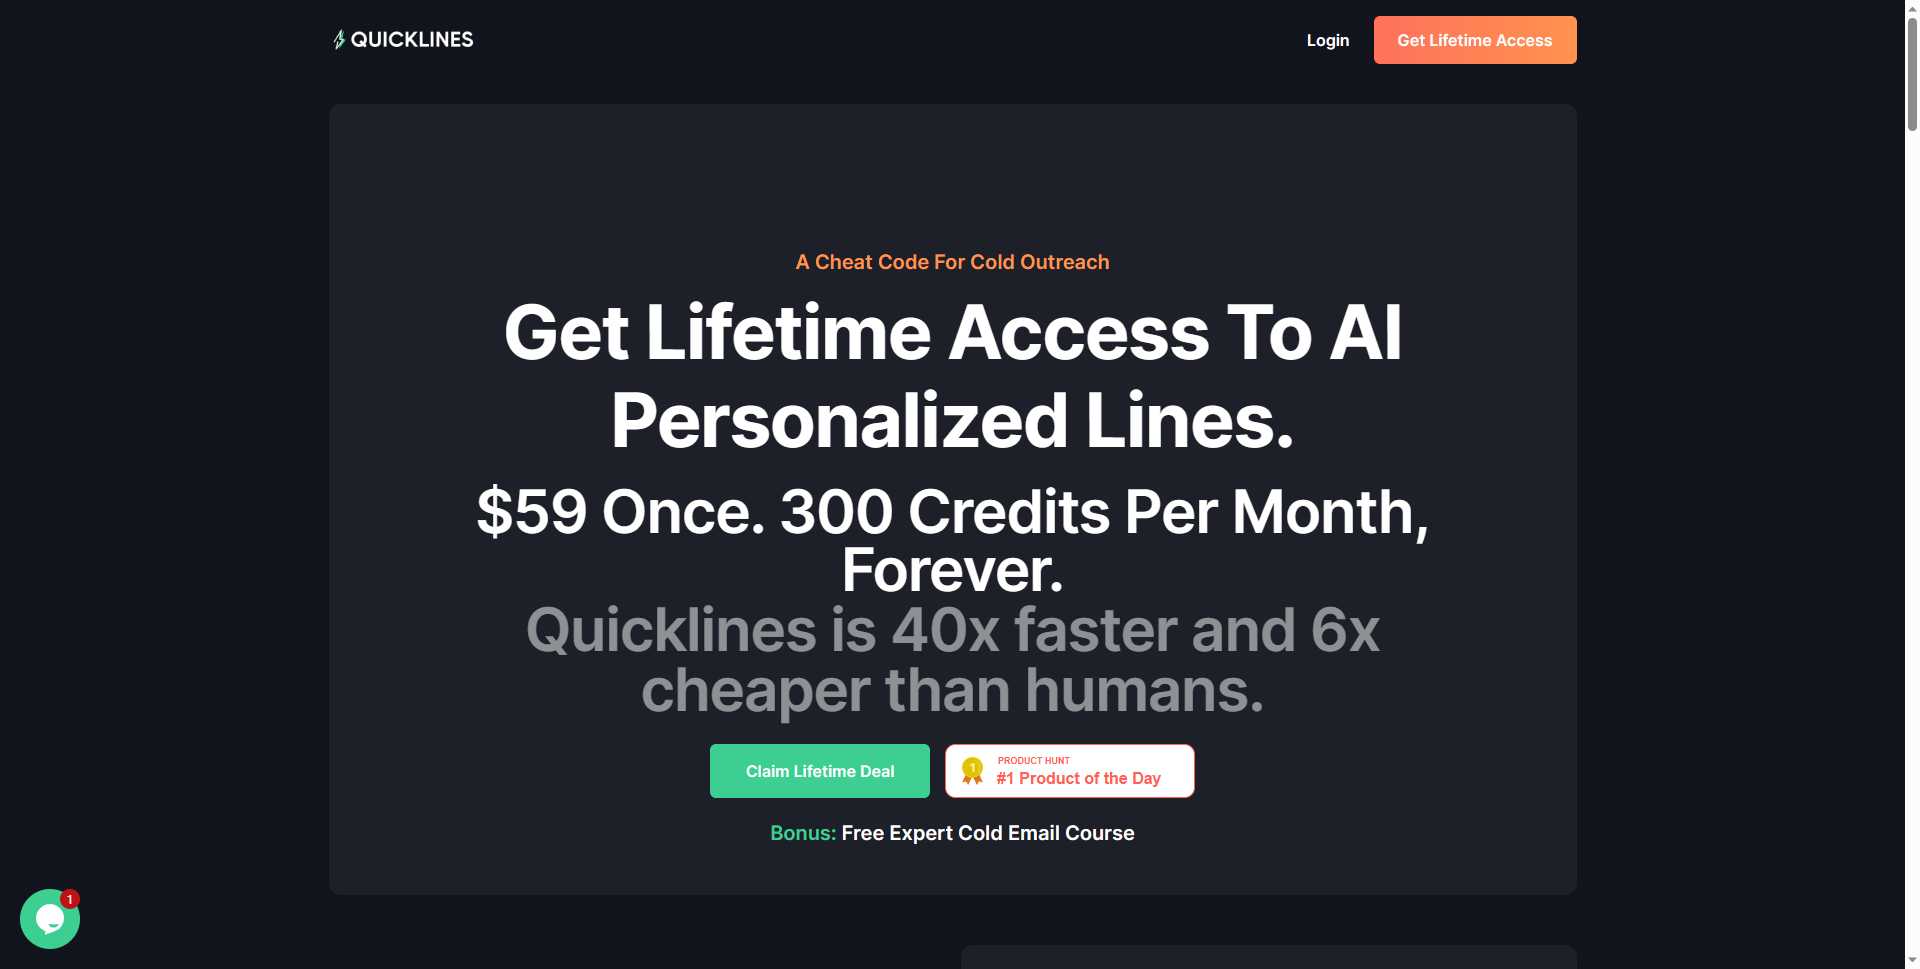 QUICKLINES
Login
Get Lifetime Access
A Cheat Code For Cold Outreach
Get Lifetime Access To AI
Personalized Lines.
$59 Once. 300 Credits Per Month,
Forever.
Quicklines is 40x faster and 6x
cheaper than humans.
Claim Lifetime Deal
1
PRODUCT HUNT
#1 Product of the Day
Bonus: Free Expert Cold Email Course
1